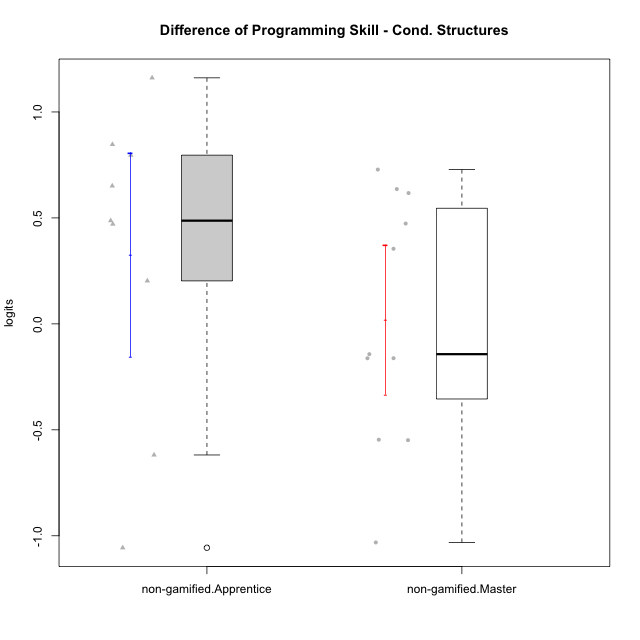 Difference of Programming Skill - Cond. Structures
logits
1.0
0.5
0.0
-0.5
-1.0
non-gamified.Apprentice
non-gamified.Master